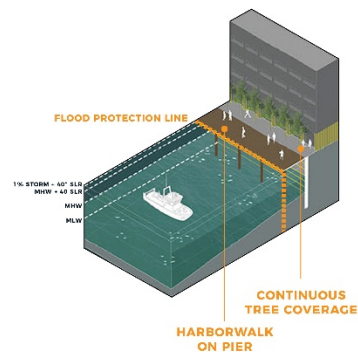 FLOOD PROTECTION LINE
1% STORM + 40" SLR
MHW + 40 SLR
MHW
MLW
CONTINUOUS
TREE COVERAGE
HARBORWALK
ON PIER